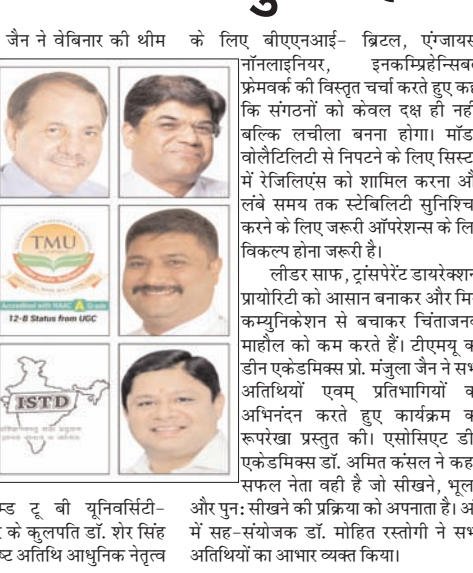 जैन ने वेबिनार की थीम
TMU
Accredited with NAAC A Grade
12-B Status from UGC
ISTD
म्ड टू बी यूनिवर्सिटी-
र के कुलपति डॉ. शेर सिंह
ष्ट अतिथि आधुनिक नेतृत्व
के लिए बीएएनआई- ब्रिटल, एंग्जायस
नॉनलाइनियर, इनकम्प्रिहेन्सिबल
फ्रेमवर्क की विस्तृत चर्चा करते हुए कह
कि संगठनों को केवल दक्ष ही नहीं
बल्कि लचीला बनना होगा। मॉड
वोलैटिलिटी से निपटने के लिए सिस्ट
में रेजिलिएंस को शामिल करना औ
लंबे समय तक स्टेबिलिटी सुनिश्चि
करने के लिए जरूरी ऑपरेशन्स के लि
विकल्प होना जरूरी है।
लीडर साफ, ट्रांसपेरेंट डायरेक्शन
प्रायोरिटी को आसान बनाकर और मि
कम्युनिकेशन से बचाकर चिंताजनक
माहौल को कम करते हैं। टीएमयू क
डीन एकेडमिक्स प्रो. मंजुला जैन ने सभ
अतिथियों एवम् प्रतिभागियों क
अभिनंदन करते हुए कार्यक्रम क
रूपरेखा प्रस्तुत की। एसोसिएट डी
एकेडमिक्स डॉ. अमित कंसल ने कह
सफल नेता वही है जो सीखने, भूल
और पुन: सीखने की प्रक्रिया को अपनाता है। अं
में सह-संयोजक डॉ. मोहित रस्तोगी ने सभ
अतिथियों का आभार व्यक्त किया।